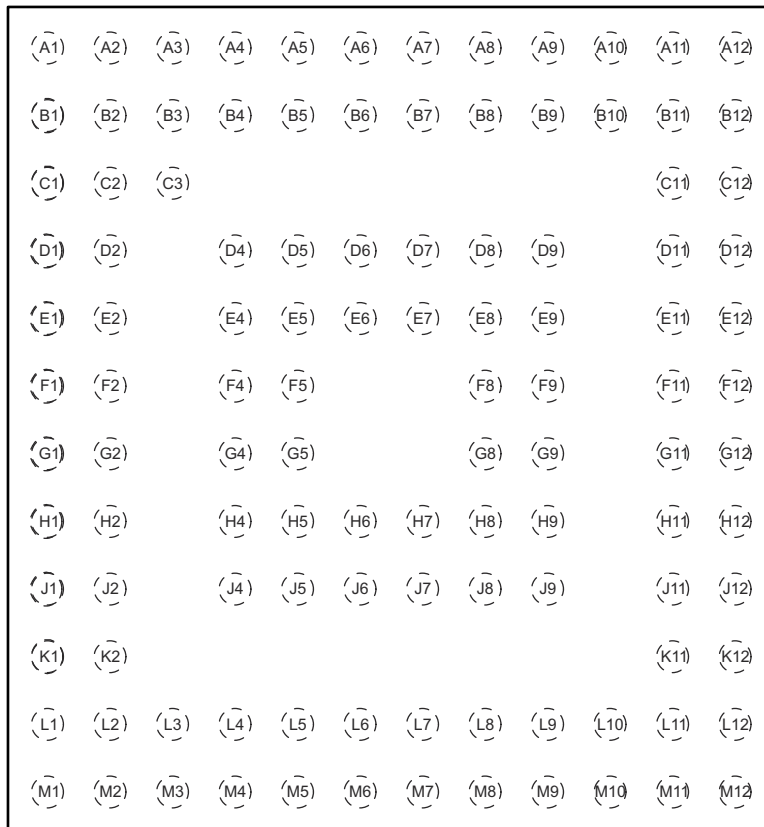 A1 A2 A3 A4 A5 A6 A7 A8 A9 A10 A11 A12
B1 B2 B3 B4 B5 B6 B7 B8 B9 B10 B11 B12
C1 C2 C3 C11 C12
D1 D2 D4 D5 D6 D7 D8 D9 D11 D12
E1 E2 E4 E5 E6 E7 E8 E9 E11 E12
F1 F2 F4 F5 F8 F9 F11 F12
G1 G2 G4 G5 G8 G9 G11 G12
H1 H2 H4 H5 H6 H7 H8 H9 H11 H12
J1 J2 J4 J5 J6 J7 J8 J9 J11 J12
K1 K2 K11 K12
L1 L2 L3 L4 L5 L6 L7 L8 L9 L10 L11 L12
M1 M2 M3 M4 M5 M6 M7 M8 M9 M10 M11 M12